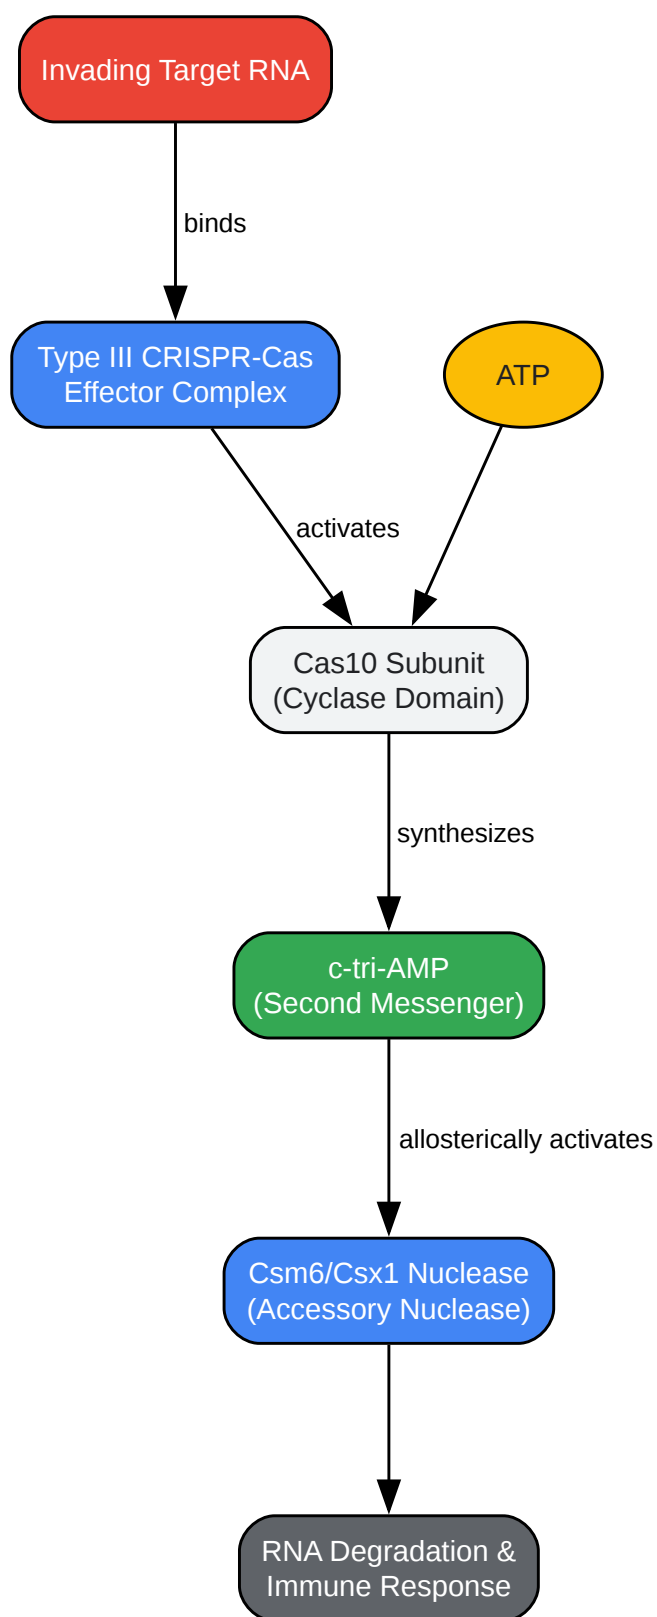 Invading Target RNA
binds
Type III CRISPR-Cas
Effector Complex
ATP
activates
Cas10 Subunit
(Cyclase Domain)
synthesizes
c-tri-AMP
(Second Messenger)
allosterically activates
Csm6/Csx1 Nuclease
(Accessory Nuclease)
RNA Degradation &
Immune Response